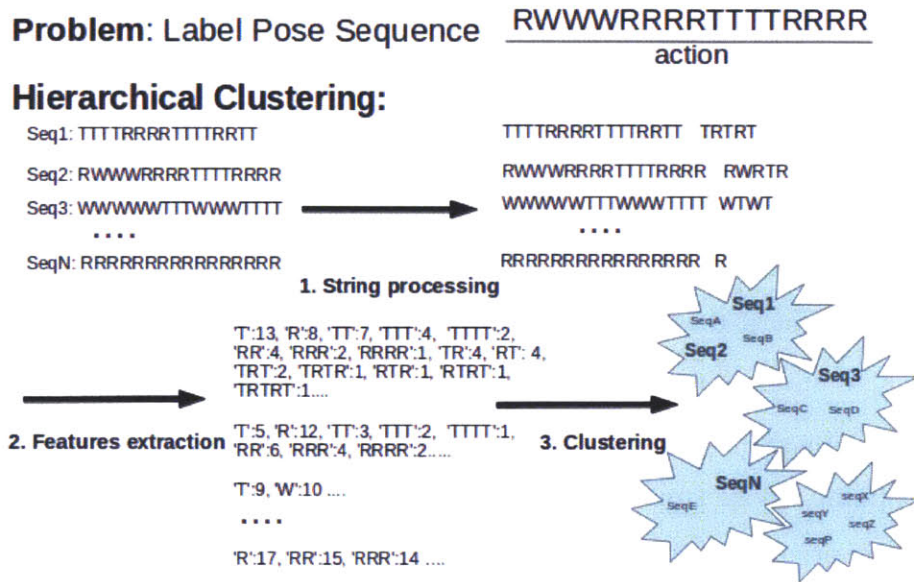 Problem: Label Pose Sequence RWWWRRRRTTTTRRRR
action
Hierarchical Clustering:
Seq1: TTTTRRRRTTTTRRTT
TTTTRRRRTTTTRRTT TRTRT
Seq2: RWWWRRRRTTTTRRRR
RWWWRRRRTTTTRRRR RWRTR
Seq3: WWWWWTTTWWWTTTT
WWWWWTTTWWWTTTT WTWT
....
....
SeqN: RRRRRRRRRRRRRRRRR
RRRRRRRRRRRRRRRRR R
1. String processing
'T':13, 'R':8, 'TT':7, 'TTT':4, 'TTTT':2,
'RR':4, 'RRR':2, 'RRRR':1, 'TR':4, 'RT': 4,
'TRT':2, 'TRTR':1, 'RTR':1, 'RTRT':1,
'TRTRT':1....
2. Features extraction
'T':5, 'R':12, 'TT':3, 'TTT':2, 'TTTT':1,
'RR':6, 'RRR':4, 'RRRR':2.....
'T':9, 'W':10 ....
....
'R':17, 'RR':15, 'RRR':14 ....
3. Clustering
Seq1
SeqA
SeqB
Seq2
Seq3
SeqC
SeqD
SeqN
SeqE
seqX
seqY
seqZ
seqP